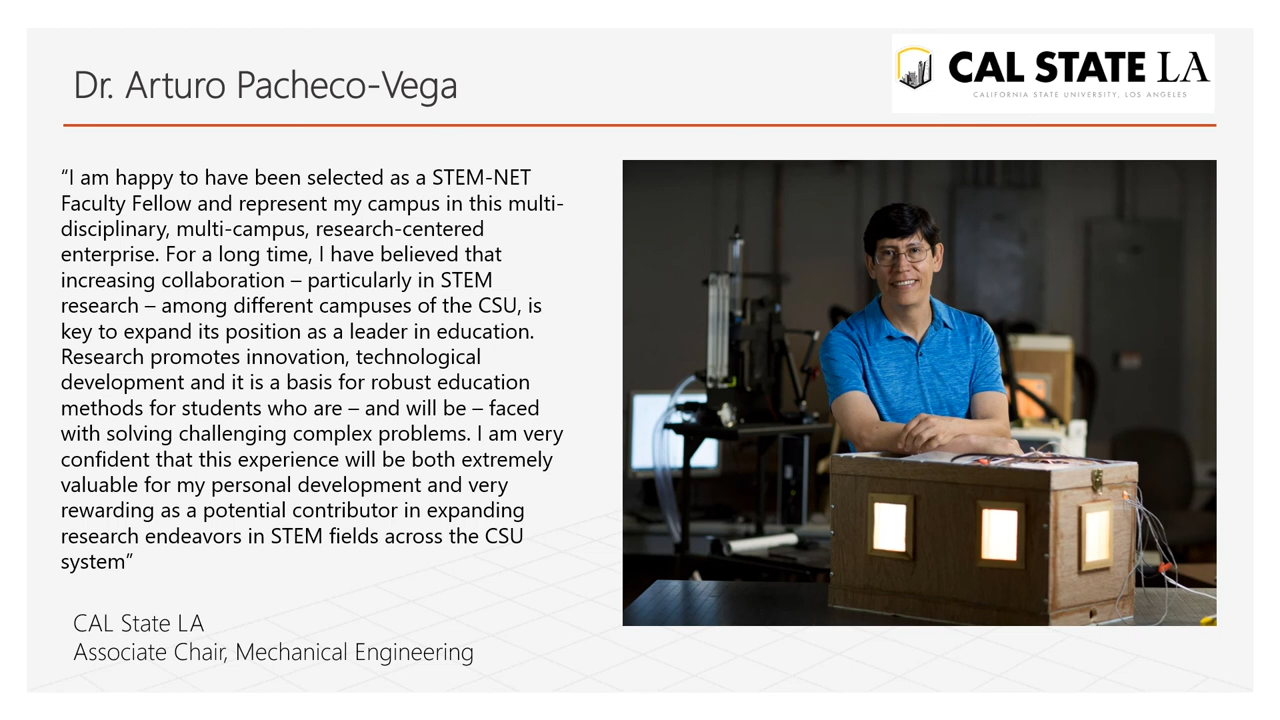 Dr. Arturo Pacheco-Vega
CAL STATE LA
CALIFORNIA STATE UNIVERSITY, LOS ANGELES
“I am happy to have been selected as a STEM-NET
Faculty Fellow and represent my campus in this multi-
disciplinary, multi-campus, research-centered
enterprise. For a long time, I have believed that
increasing collaboration – particularly in STEM
research – among different campuses of the CSU, is
key to expand its position as a leader in education.
Research promotes innovation, technological
development and it is a basis for robust education
methods for students who are – and will be – faced
with solving challenging complex problems. I am very
confident that this experience will be both extremely
valuable for my personal development and very
rewarding as a potential contributor in expanding
research endeavors in STEM fields across the CSU
system”
CAL State LA
Associate Chair, Mechanical Engineering